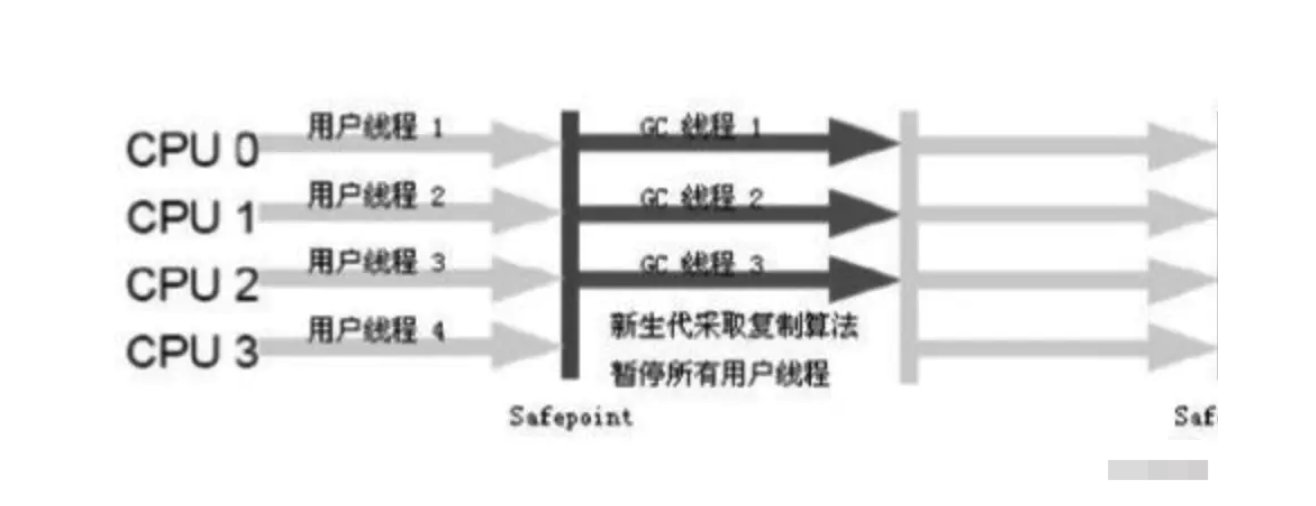 CPU 0
用户线程 1
GC 线程 1
CPU 1
用户线程 2
GC 线程 2
CPU 2
用户线程 3
GC 线程 3
CPU 3
用户线程 4
新生代采取复制算法
暂停所有用户线程
Safepoint
Saf